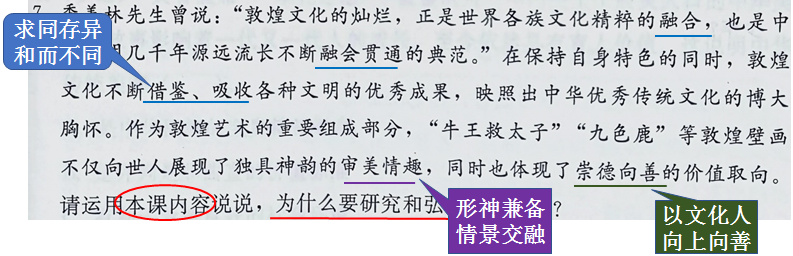 求同存异
和而不同
美林先生曾说：“敦煌文化的灿烂，正是世界各族文化精粹的融合，也是中
几千年源远流长不断融会贯通的典范。”在保持自身特色的同时，敦煌
文化不断借鉴、吸收各种文明的优秀成果，映照出中华优秀传统文化的博大
胸怀。作为敦煌艺术的重要组成部分，“牛王救太子”“九色鹿”等敦煌壁画
不仅向世人展现了独具神韵的审美情趣，同时也体现了崇德向善的价值取向。
请运用本课内容说说，为什么要研究和弘
？
形神兼备
情景交融
以文化人
向上向善